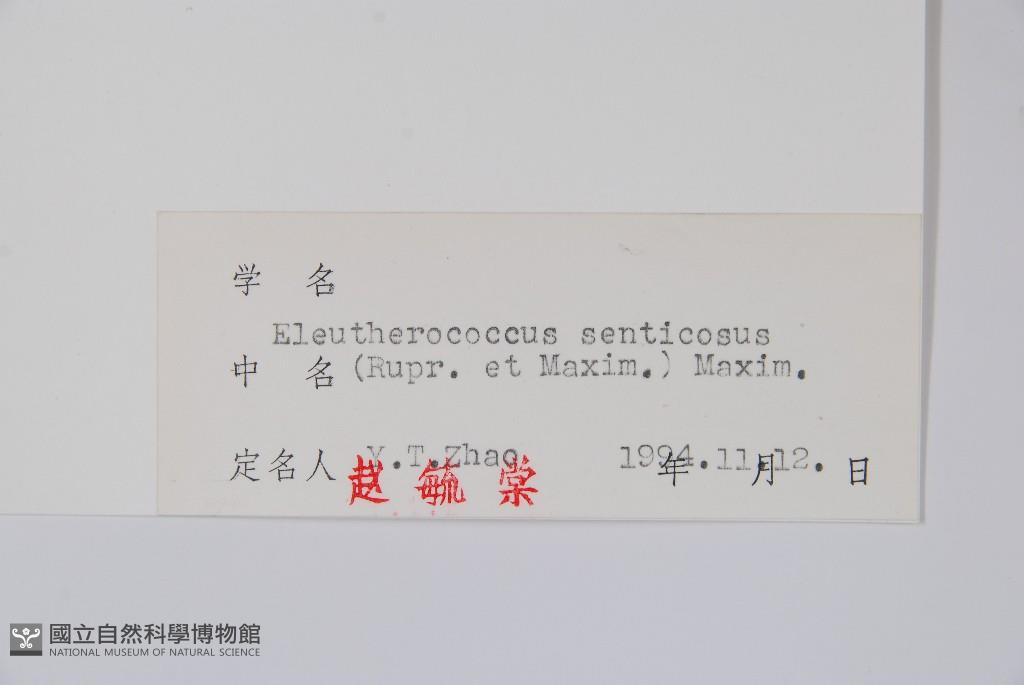 学 名
Eleutherococcus senticosus
中 名 (Rupr. et Maxim.) Maxim.
定名人 Y.T.Zhao 1994.11.12. 年 月 日
赵毓棠
國立自然科學博物館
NATIONAL MUSEUM OF NATURAL SCIENCE